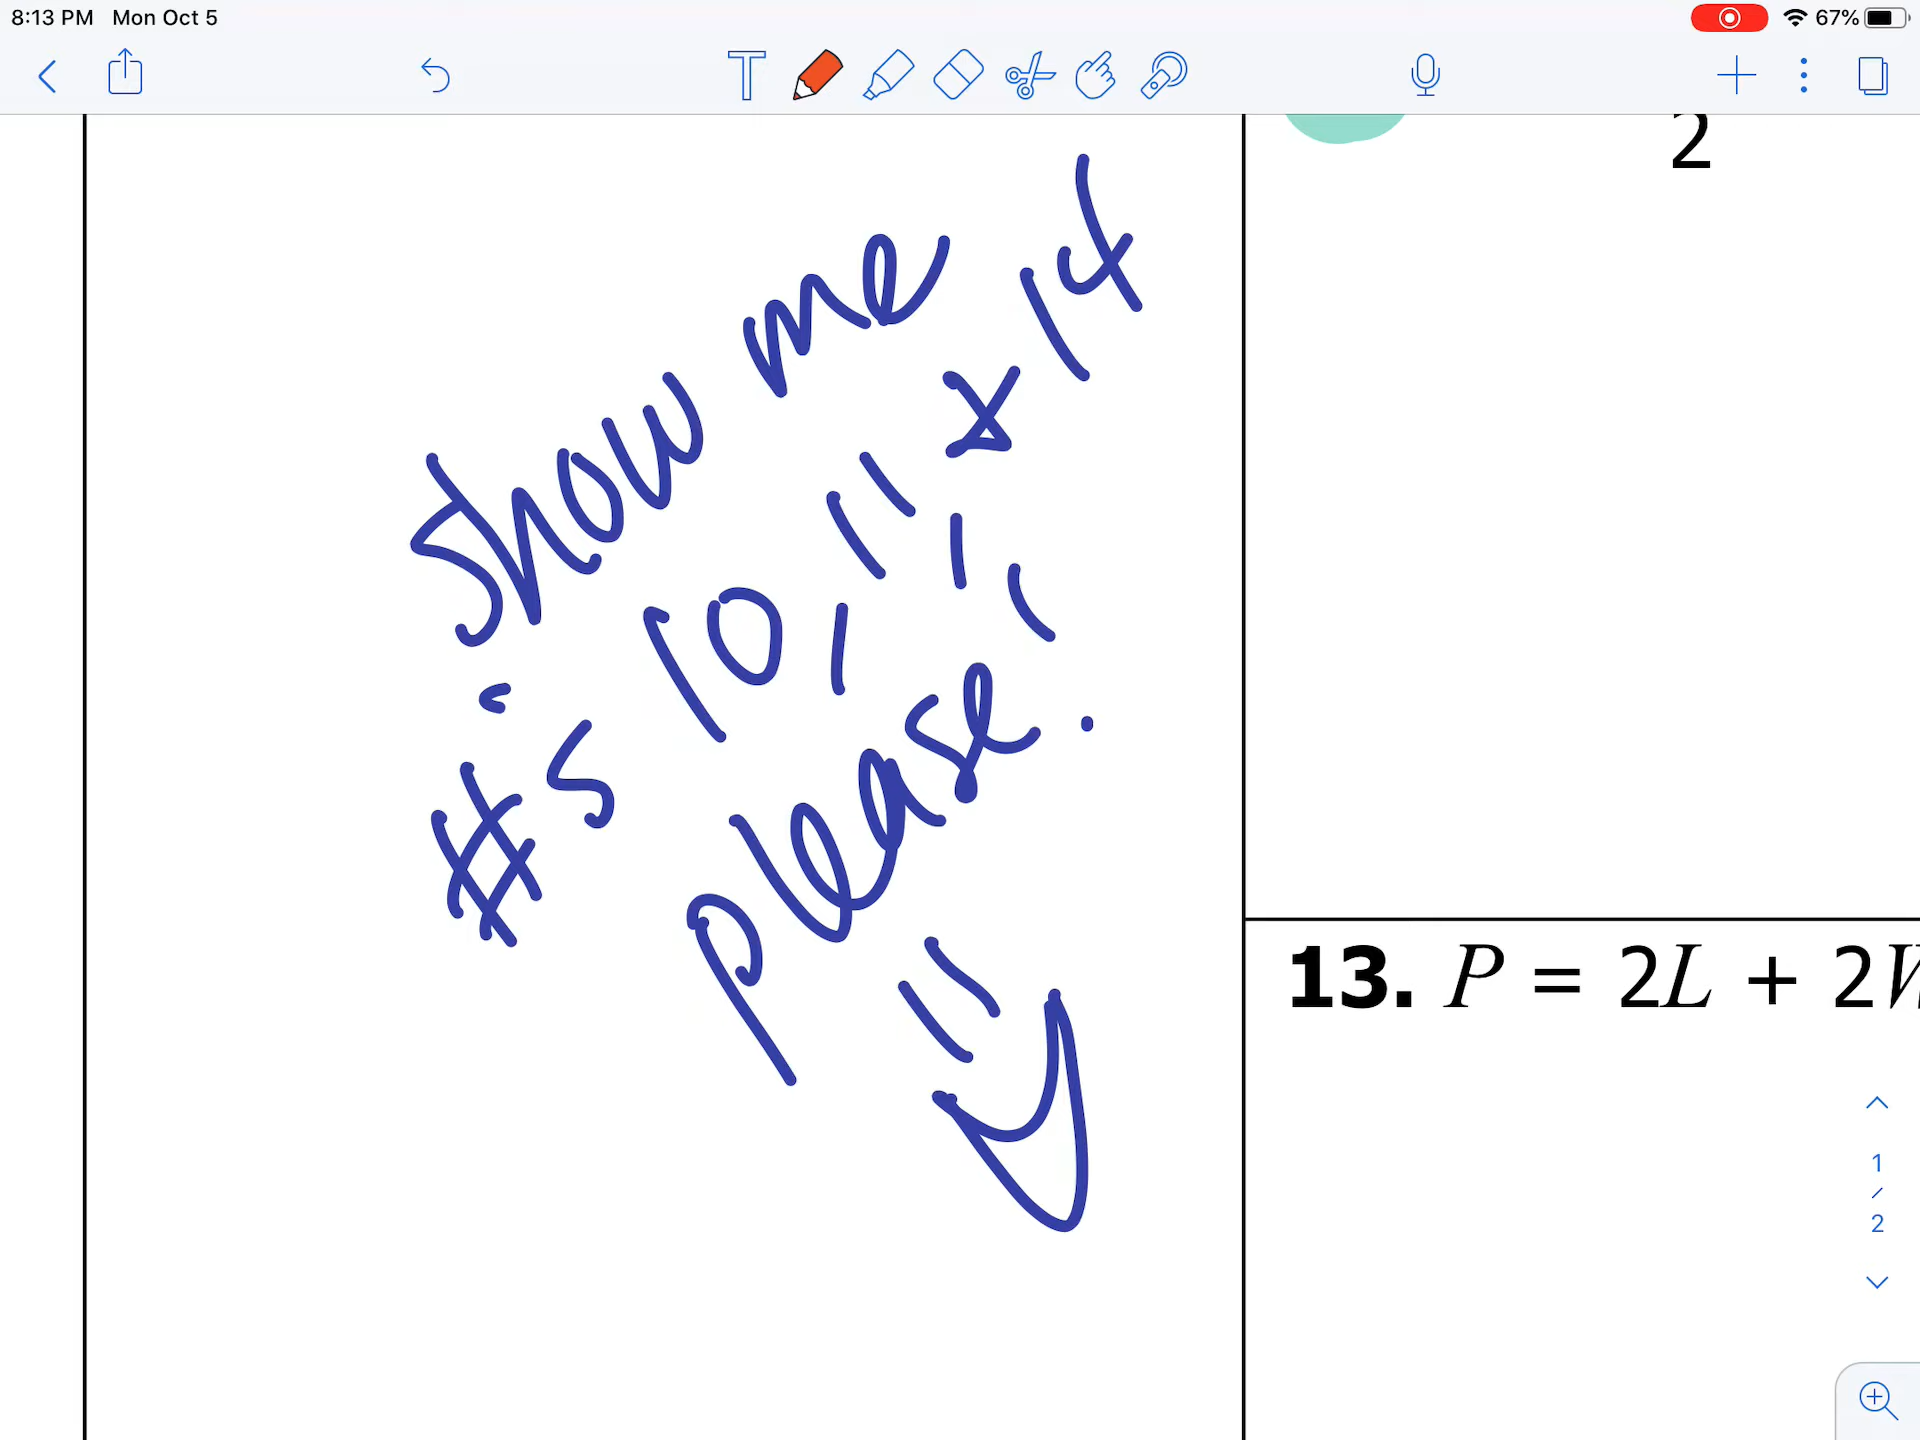 8:13 PM Mon Oct 5
67%
T
2
show me
#'s 10, 11, & 14
please! :)
13. P = 2L + 2W
1
/
2